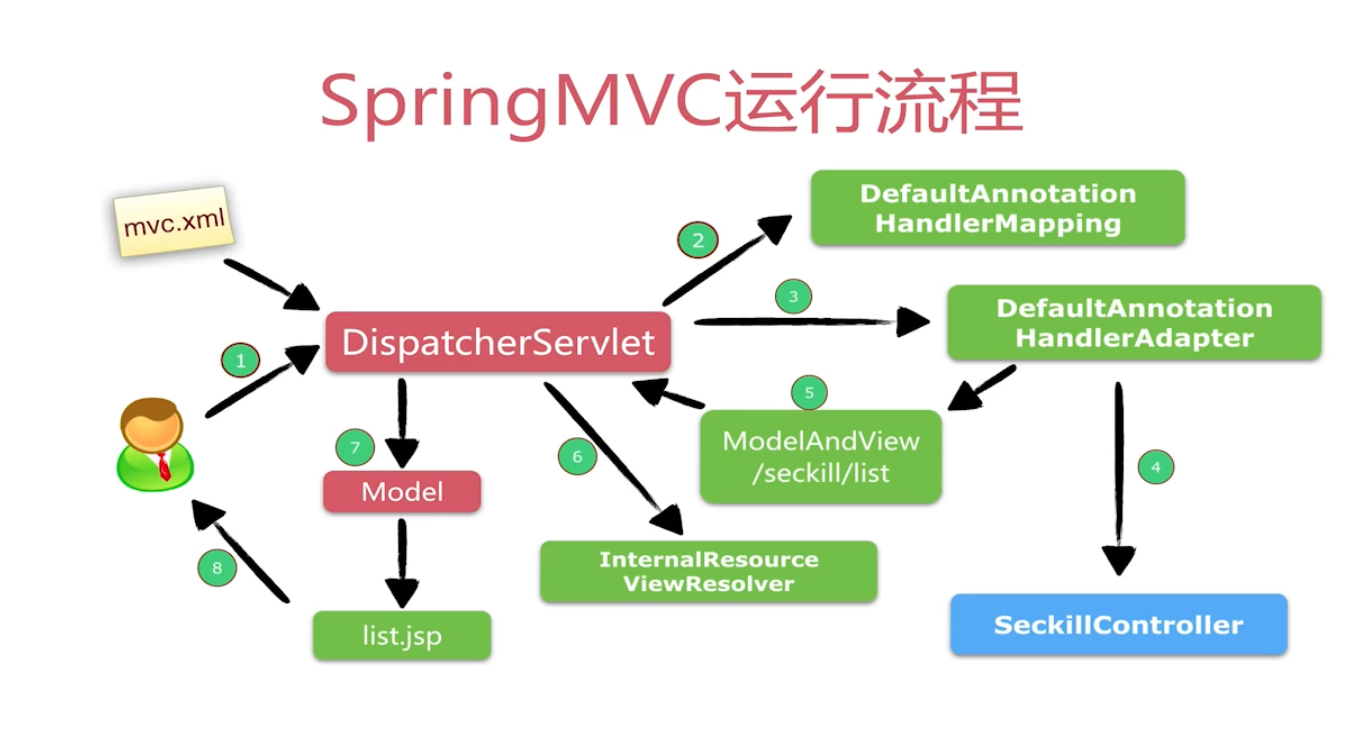 SpringMVC运行流程
mvc.xml
DefaultAnnotation
HandlerMapping
2
3
DefaultAnnotation
HandlerAdapter
DispatcherServlet
1
5
ModelAndView
/seckill/list
7
6
4
Model
8
InternalResource
ViewResolver
list.jsp
SeckillController